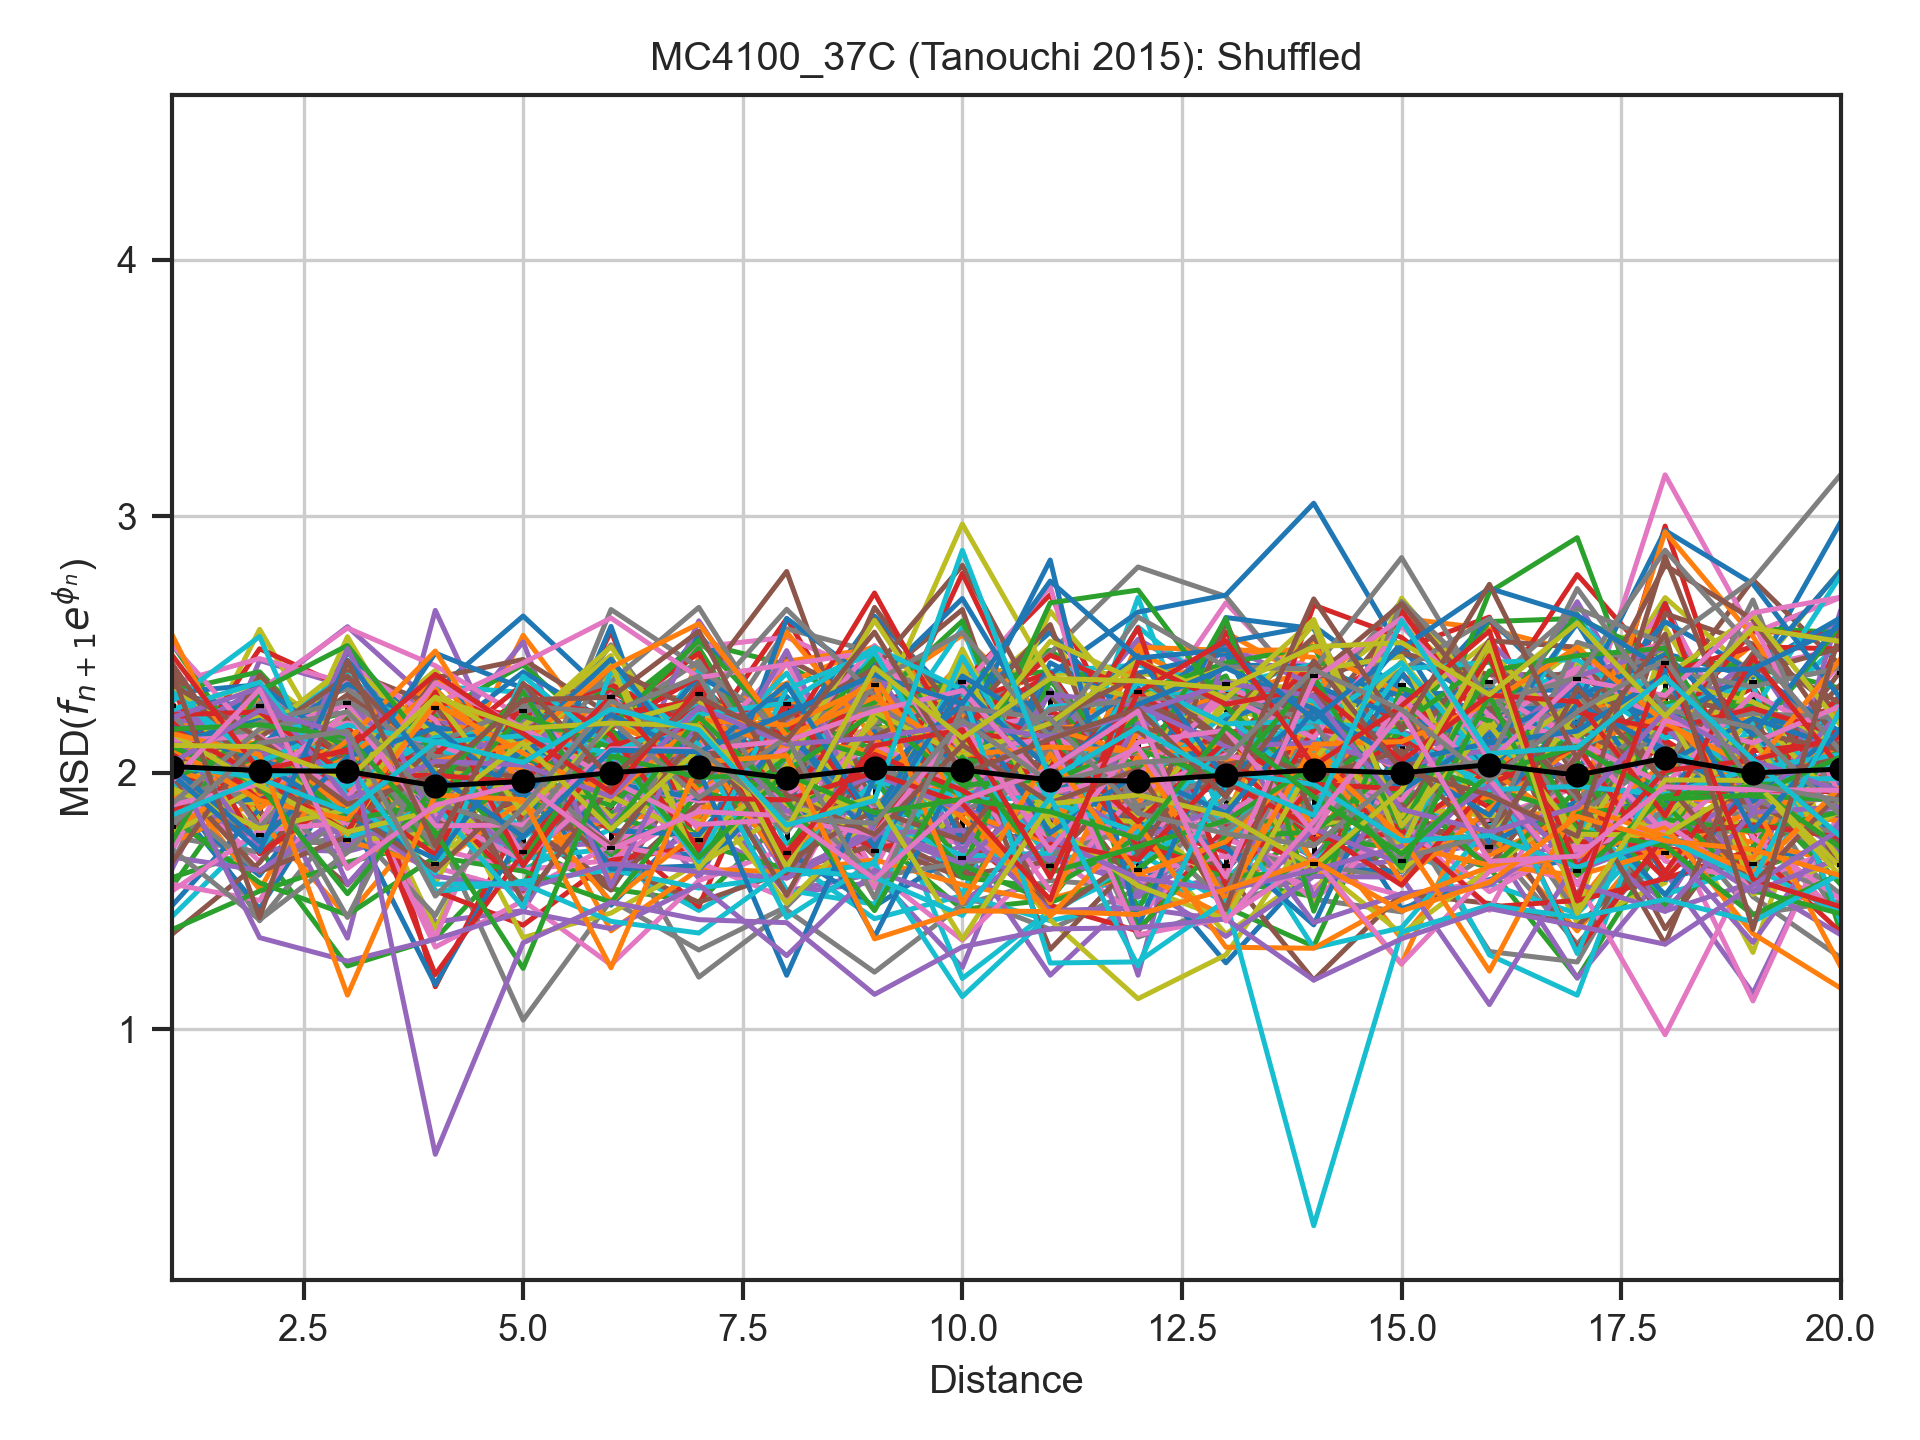 MC4100_37C (Tanouchi 2015): Shuffled
MSD(f_{n+1}e^{ϕ_n})
4
3
2
1
2.5 5.0 7.5 10.0 12.5 15.0 17.5 20.0
Distance